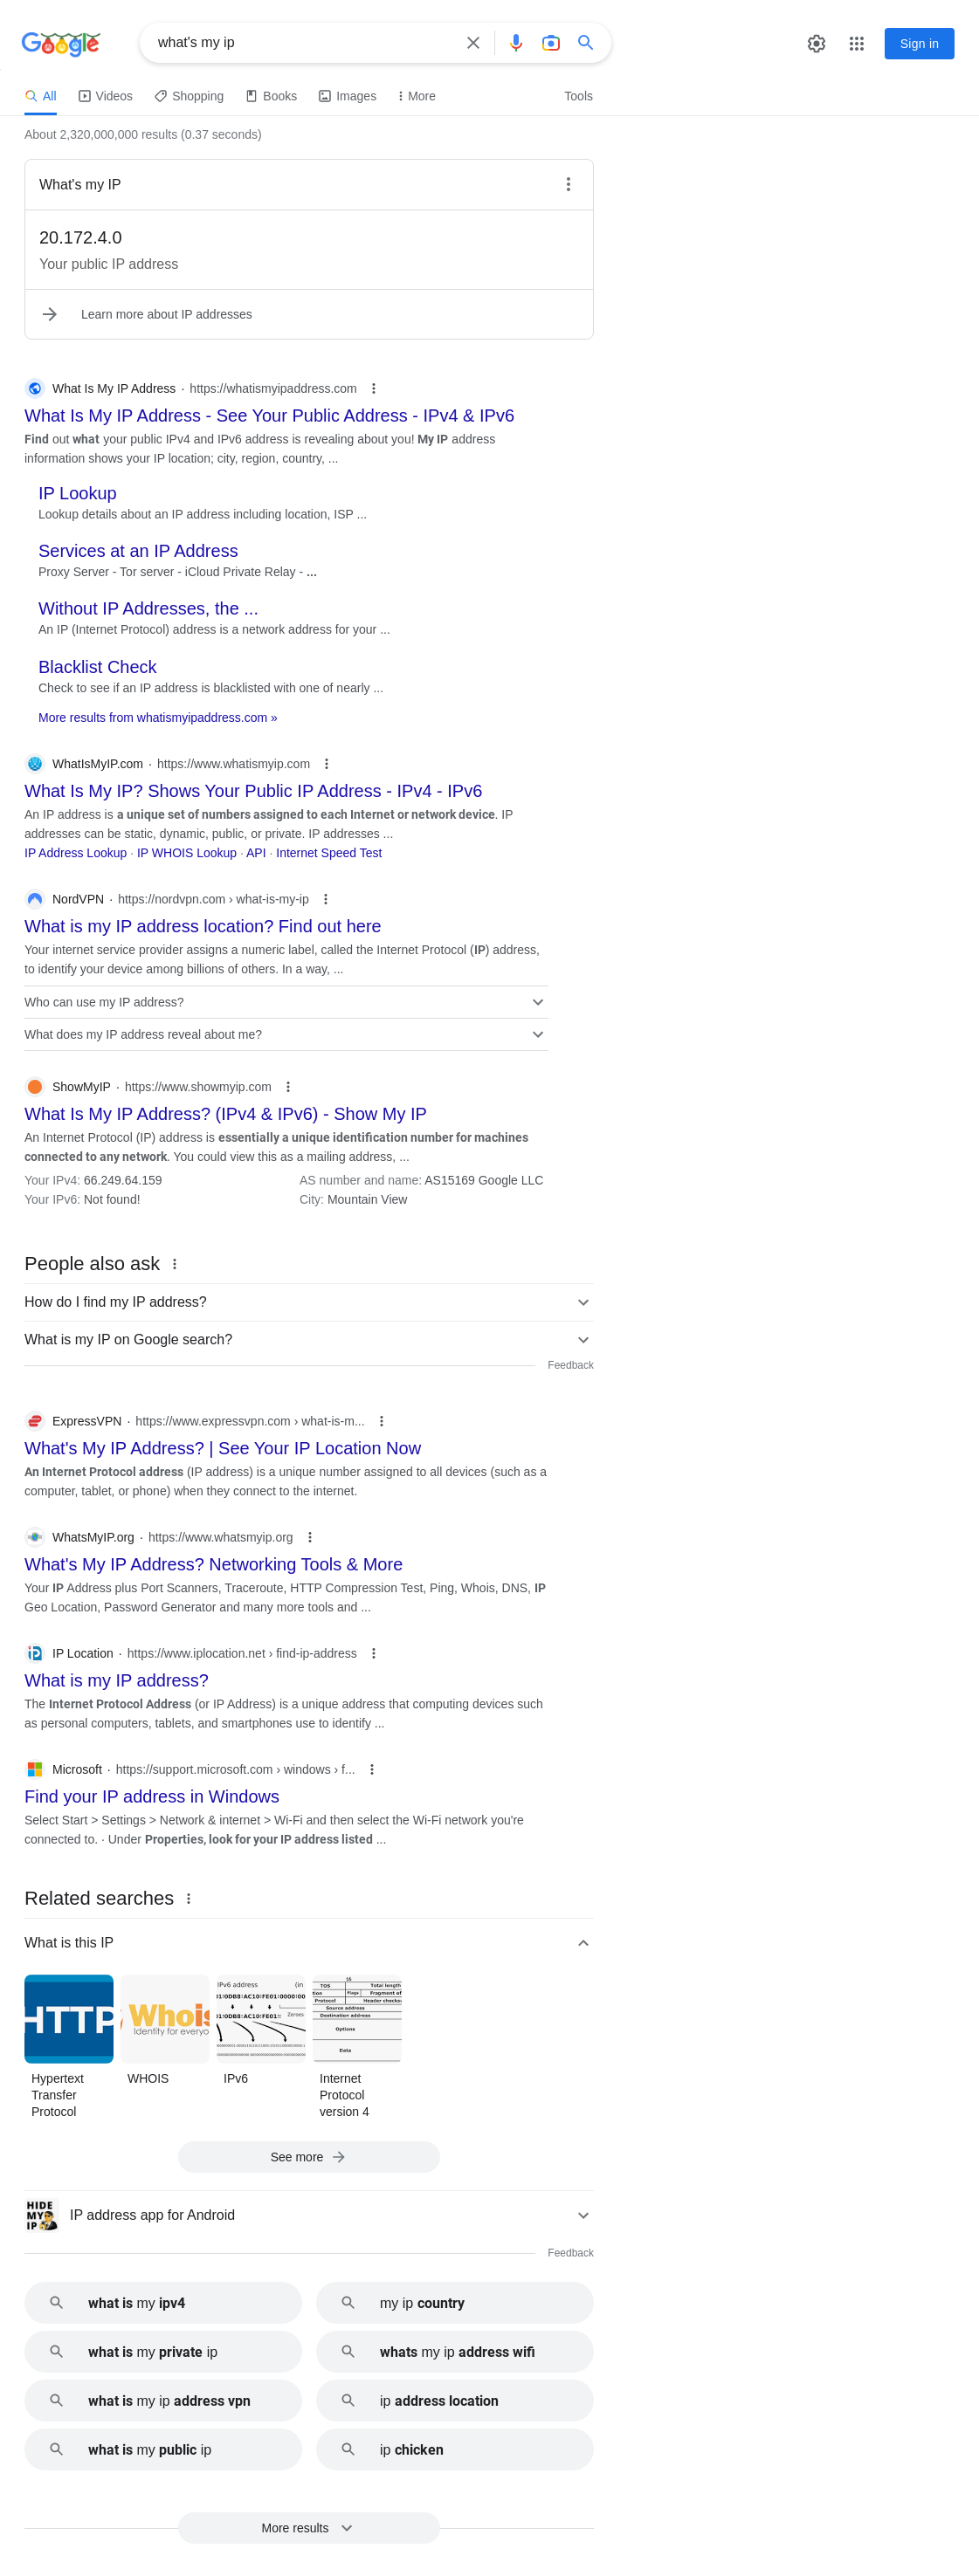 Google
what's my ip
Sign in
All
Videos
Shopping
Books
Images
More
Tools
About 2,320,000,000 results (0.37 seconds)
What's my IP
20.172.4.0
Your public IP address
Learn more about IP addresses
What Is My IP Address · https://whatismyipaddress.com
What Is My IP Address - See Your Public Address - IPv4 & IPv6
Find out what your public IPv4 and IPv6 address is revealing about you! My IP address
information shows your IP location; city, region, country, ...
IP Lookup
Lookup details about an IP address including location, ISP ...
Services at an IP Address
Proxy Server - Tor server - iCloud Private Relay - ...
Without IP Addresses, the ...
An IP (Internet Protocol) address is a network address for your ...
Blacklist Check
Check to see if an IP address is blacklisted with one of nearly ...
More results from whatismyipaddress.com »
WhatIsMyIP.com · https://www.whatismyip.com
What Is My IP? Shows Your Public IP Address - IPv4 - IPv6
An IP address is a unique set of numbers assigned to each Internet or network device. IP
addresses can be static, dynamic, public, or private. IP addresses ...
IP Address Lookup · IP WHOIS Lookup · API · Internet Speed Test
NordVPN · https://nordvpn.com › what-is-my-ip
What is my IP address location? Find out here
Your internet service provider assigns a numeric label, called the Internet Protocol (IP) address,
to identify your device among billions of others. In a way, ...
Who can use my IP address?
What does my IP address reveal about me?
ShowMyIP · https://www.showmyip.com
What Is My IP Address? (IPv4 & IPv6) - Show My IP
An Internet Protocol (IP) address is essentially a unique identification number for machines
connected to any network. You could view this as a mailing address, ...
Your IPv4: 66.249.64.159
AS number and name: AS15169 Google LLC
Your IPv6: Not found!
City: Mountain View
People also ask
How do I find my IP address?
What is my IP on Google search?
Feedback
ExpressVPN · https://www.expressvpn.com › what-is-m...
What's My IP Address? | See Your IP Location Now
An Internet Protocol address (IP address) is a unique number assigned to all devices (such as a
computer, tablet, or phone) when they connect to the internet.
WhatsMyIP.org · https://www.whatsmyip.org
What's My IP Address? Networking Tools & More
Your IP Address plus Port Scanners, Traceroute, HTTP Compression Test, Ping, Whois, DNS, IP
Geo Location, Password Generator and many more tools and ...
IP Location · https://www.iplocation.net › find-ip-address
What is my IP address?
The Internet Protocol Address (or IP Address) is a unique address that computing devices such
as personal computers, tablets, and smartphones use to identify ...
Microsoft · https://support.microsoft.com › windows › f...
Find your IP address in Windows
Select Start > Settings > Network & internet > Wi-Fi and then select the Wi-Fi network you're
connected to. · Under Properties, look for your IP address listed ...
Related searches
What is this IP
HTTP
Whois
Identity for everyo
IPv6 address (in
Zeroes
TOS
Total length
Flags
Fragment of
Protocol
Header checksu
Source address
Destination address
Options
Data
Hypertext
Transfer
Protocol
WHOIS
IPv6
Internet
Protocol
version 4
See more
HIDE
MY
IP
IP address app for Android
Feedback
what is my ipv4
my ip country
what is my private ip
whats my ip address wifi
what is my ip address vpn
ip address location
what is my public ip
ip chicken
More results